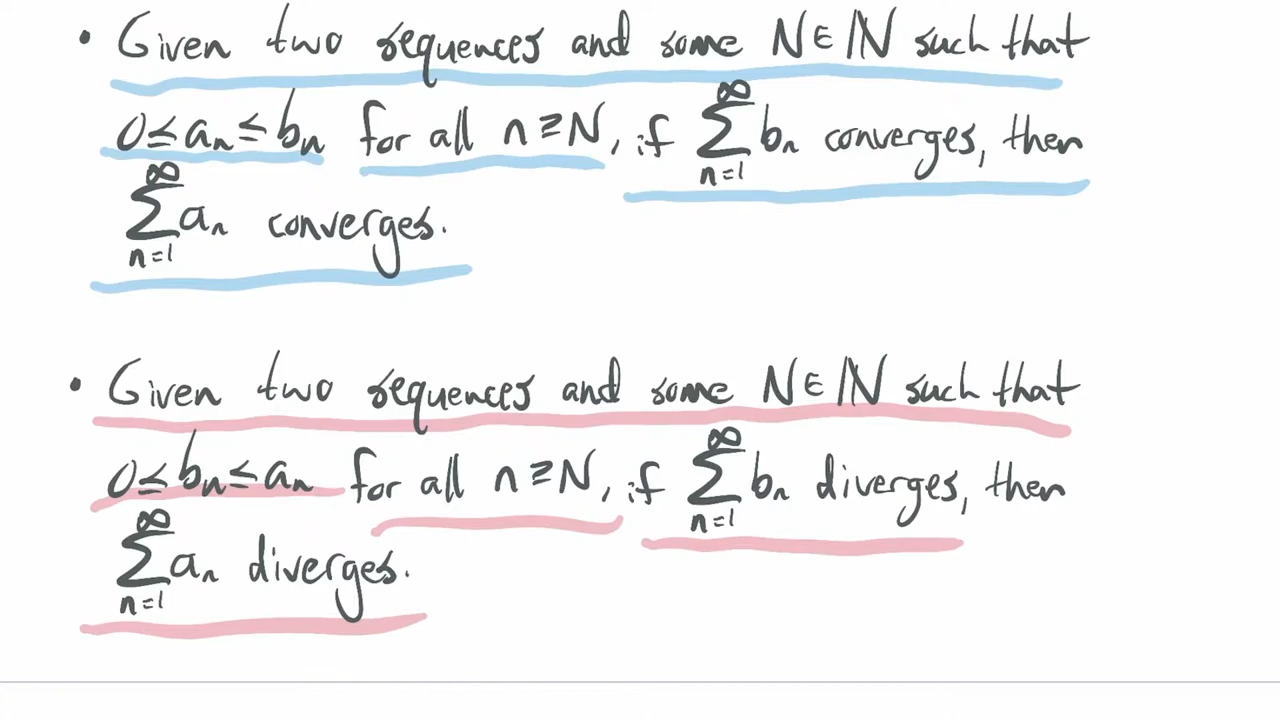 • Given two sequences and some N ∈ ℕ such that
0 ≤ aₙ ≤ bₙ for all n ≥ N, if ∑_{n=1}^{∞} bₙ converges, then
∑_{n=1}^{∞} aₙ converges.
• Given two sequences and some N ∈ ℕ such that
0 ≤ bₙ ≤ aₙ for all n ≥ N, if ∑_{n=1}^{∞} bₙ diverges, then
∑_{n=1}^{∞} aₙ diverges.